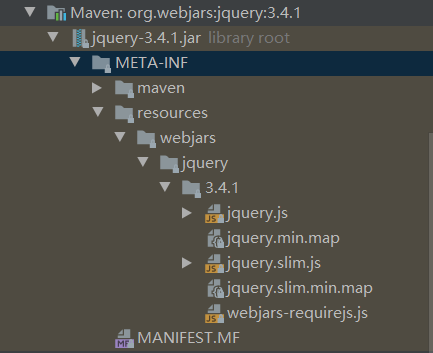 Maven: org.webjars:jquery:3.4.1
jquery-3.4.1.jar library root
META-INF
maven
resources
webjars
jquery
3.4.1
jquery.js
jquery.min.map
jquery.slim.js
jquery.slim.min.map
webjars-requirejs.js
MANIFEST.MF